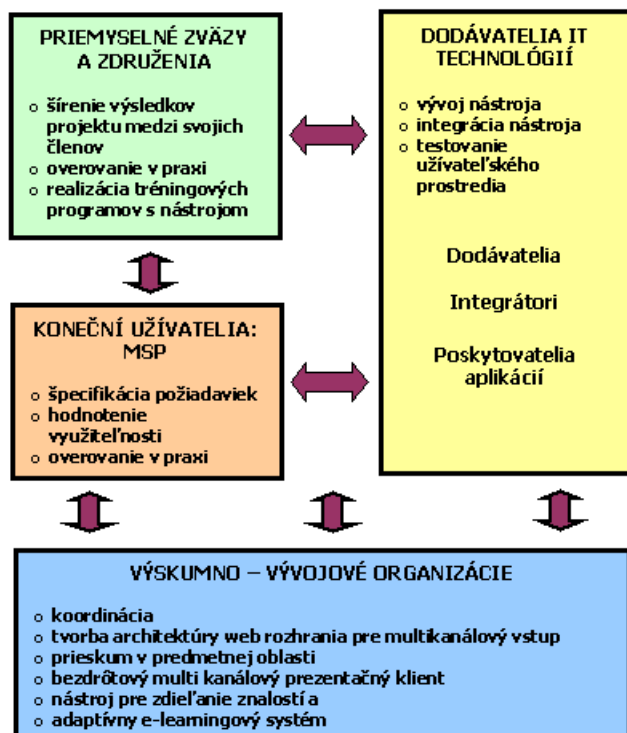 PRIEMYSELNÉ ZVÄZY
A ZDRUŽENIA
o šírenie výsledkov
projektu medzi svojich
členov
o overovanie v praxi
o realizácia tréningových
programov s nástrojom
DODÁVATELIA IT
TECHNOLÓGIÍ
o vývoj nástroja
o integrácia nástroja
o testovanie
užívateľského
prostredia
Dodávatelia
Integrátori
Poskytovatelia
aplikácií
KONEČNÍ UŽÍVATELIA:
MSP
o špecifikácia požiadaviek
o hodnotenie
využiteľnosti
o overovanie v praxi
VÝSKUMNO – VÝVOJOVÉ ORGANIZÁCIE
o koordinácia
o tvorba architektúry web rozhrania pre multikanálový vstup
o prieskum v predmetnej oblasti
o bezdrôtový multi kanálový prezentačný klient
o nástroj pre zdieľanie znalostí a
o adaptívny e-learningový systém